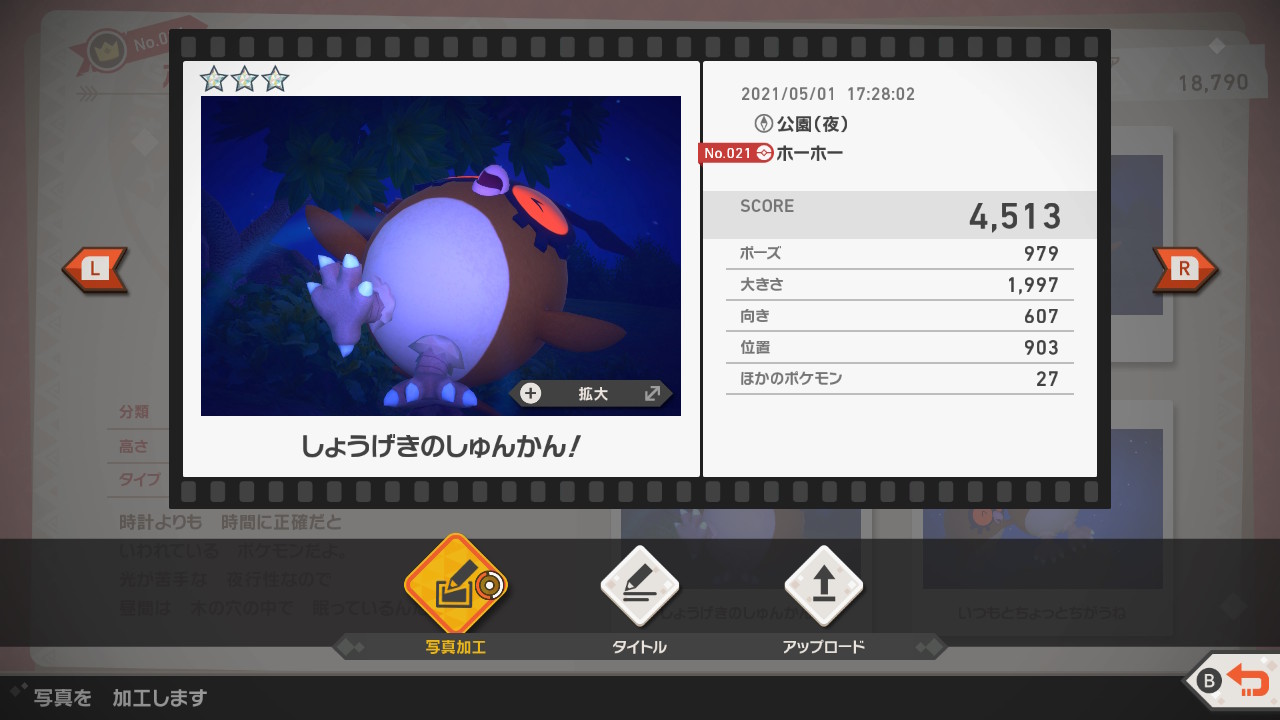 No.0
18,790
2021/05/01 17:28:02
公園(夜)
No.021 ホーホー
SCORE 4,513
ポーズ 979
大きさ 1,997
向き 607
位置 903
ほかのポケモン 27
L
R
+ 拡大
しょうげきのしゅんかん!
分類
高さ
タイプ
時計よりも 時間に正確だと
いわれている ポケモンだよ。
光が苦手な 夜行性なので
木の穴の中で 眠っているん
しょうげきのしゅんか
いつもとちょっとちがうね
写真加工
タイトル
アップロード
写真を 加工します
B